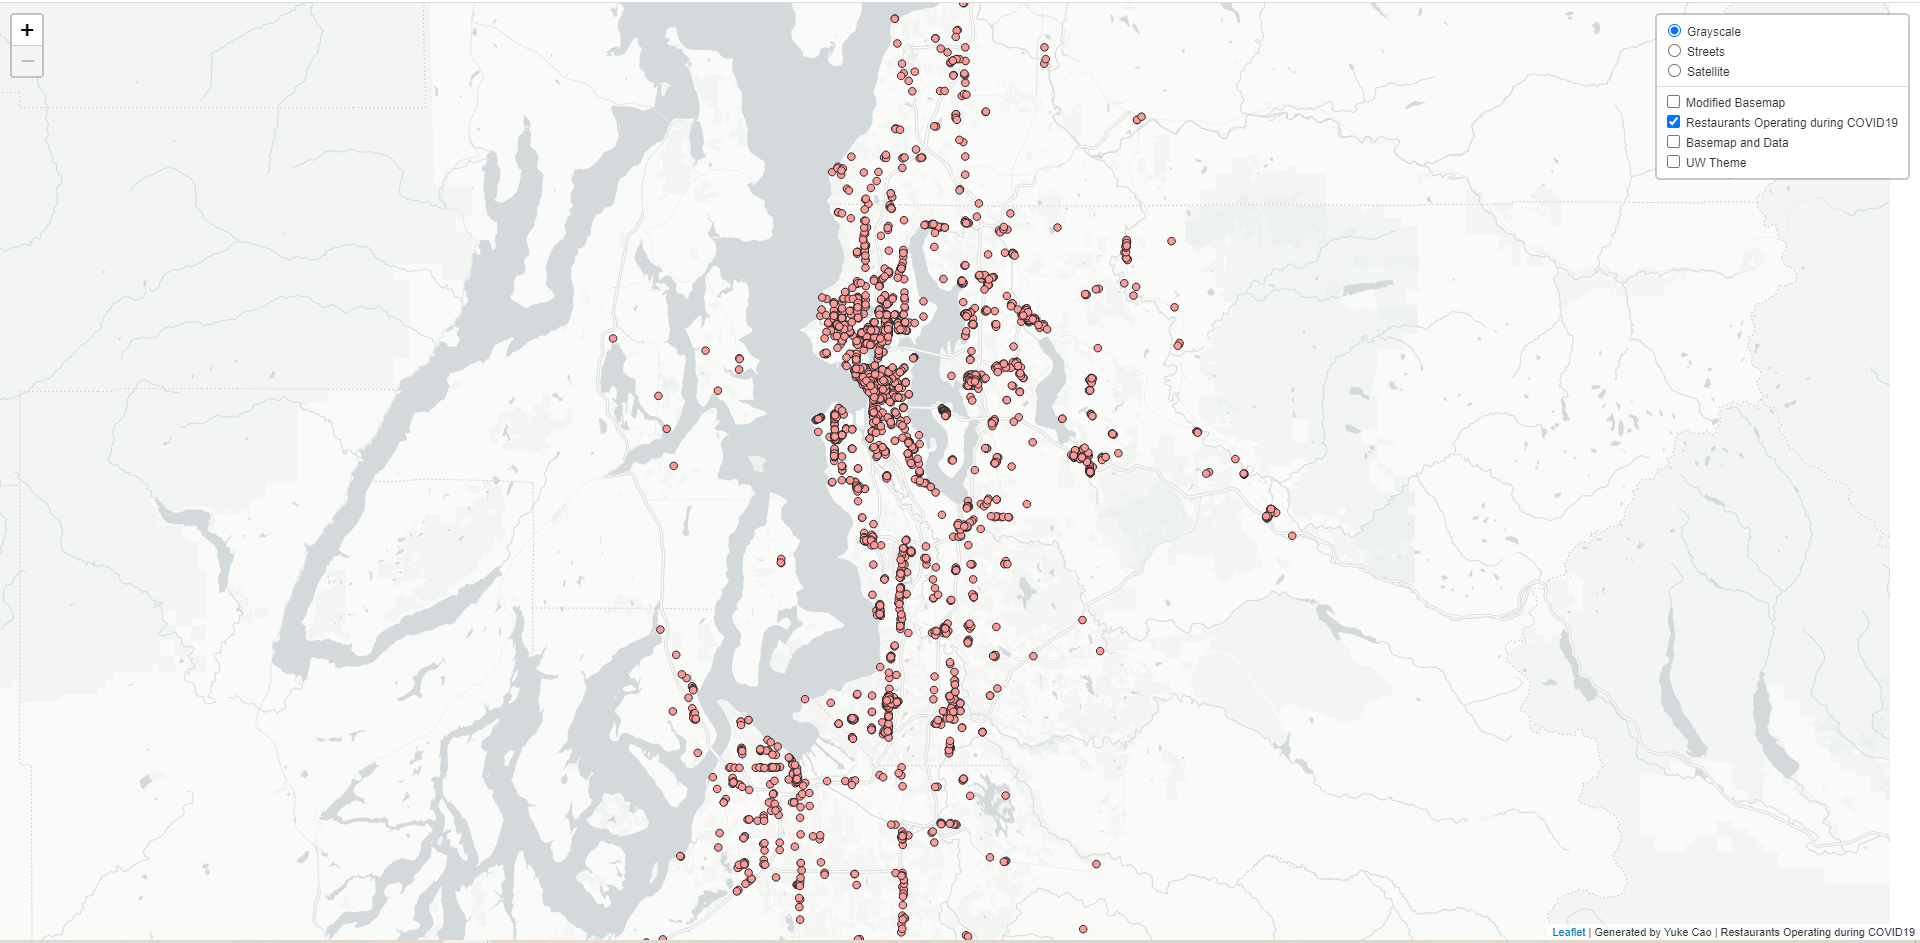 +
−
Grayscale
Streets
Satellite
Modified Basemap
Restaurants Operating during COVID19
Basemap and Data
UW Theme
Leaflet | Generated by Yuke Cao | Restaurants Operating during COVID19